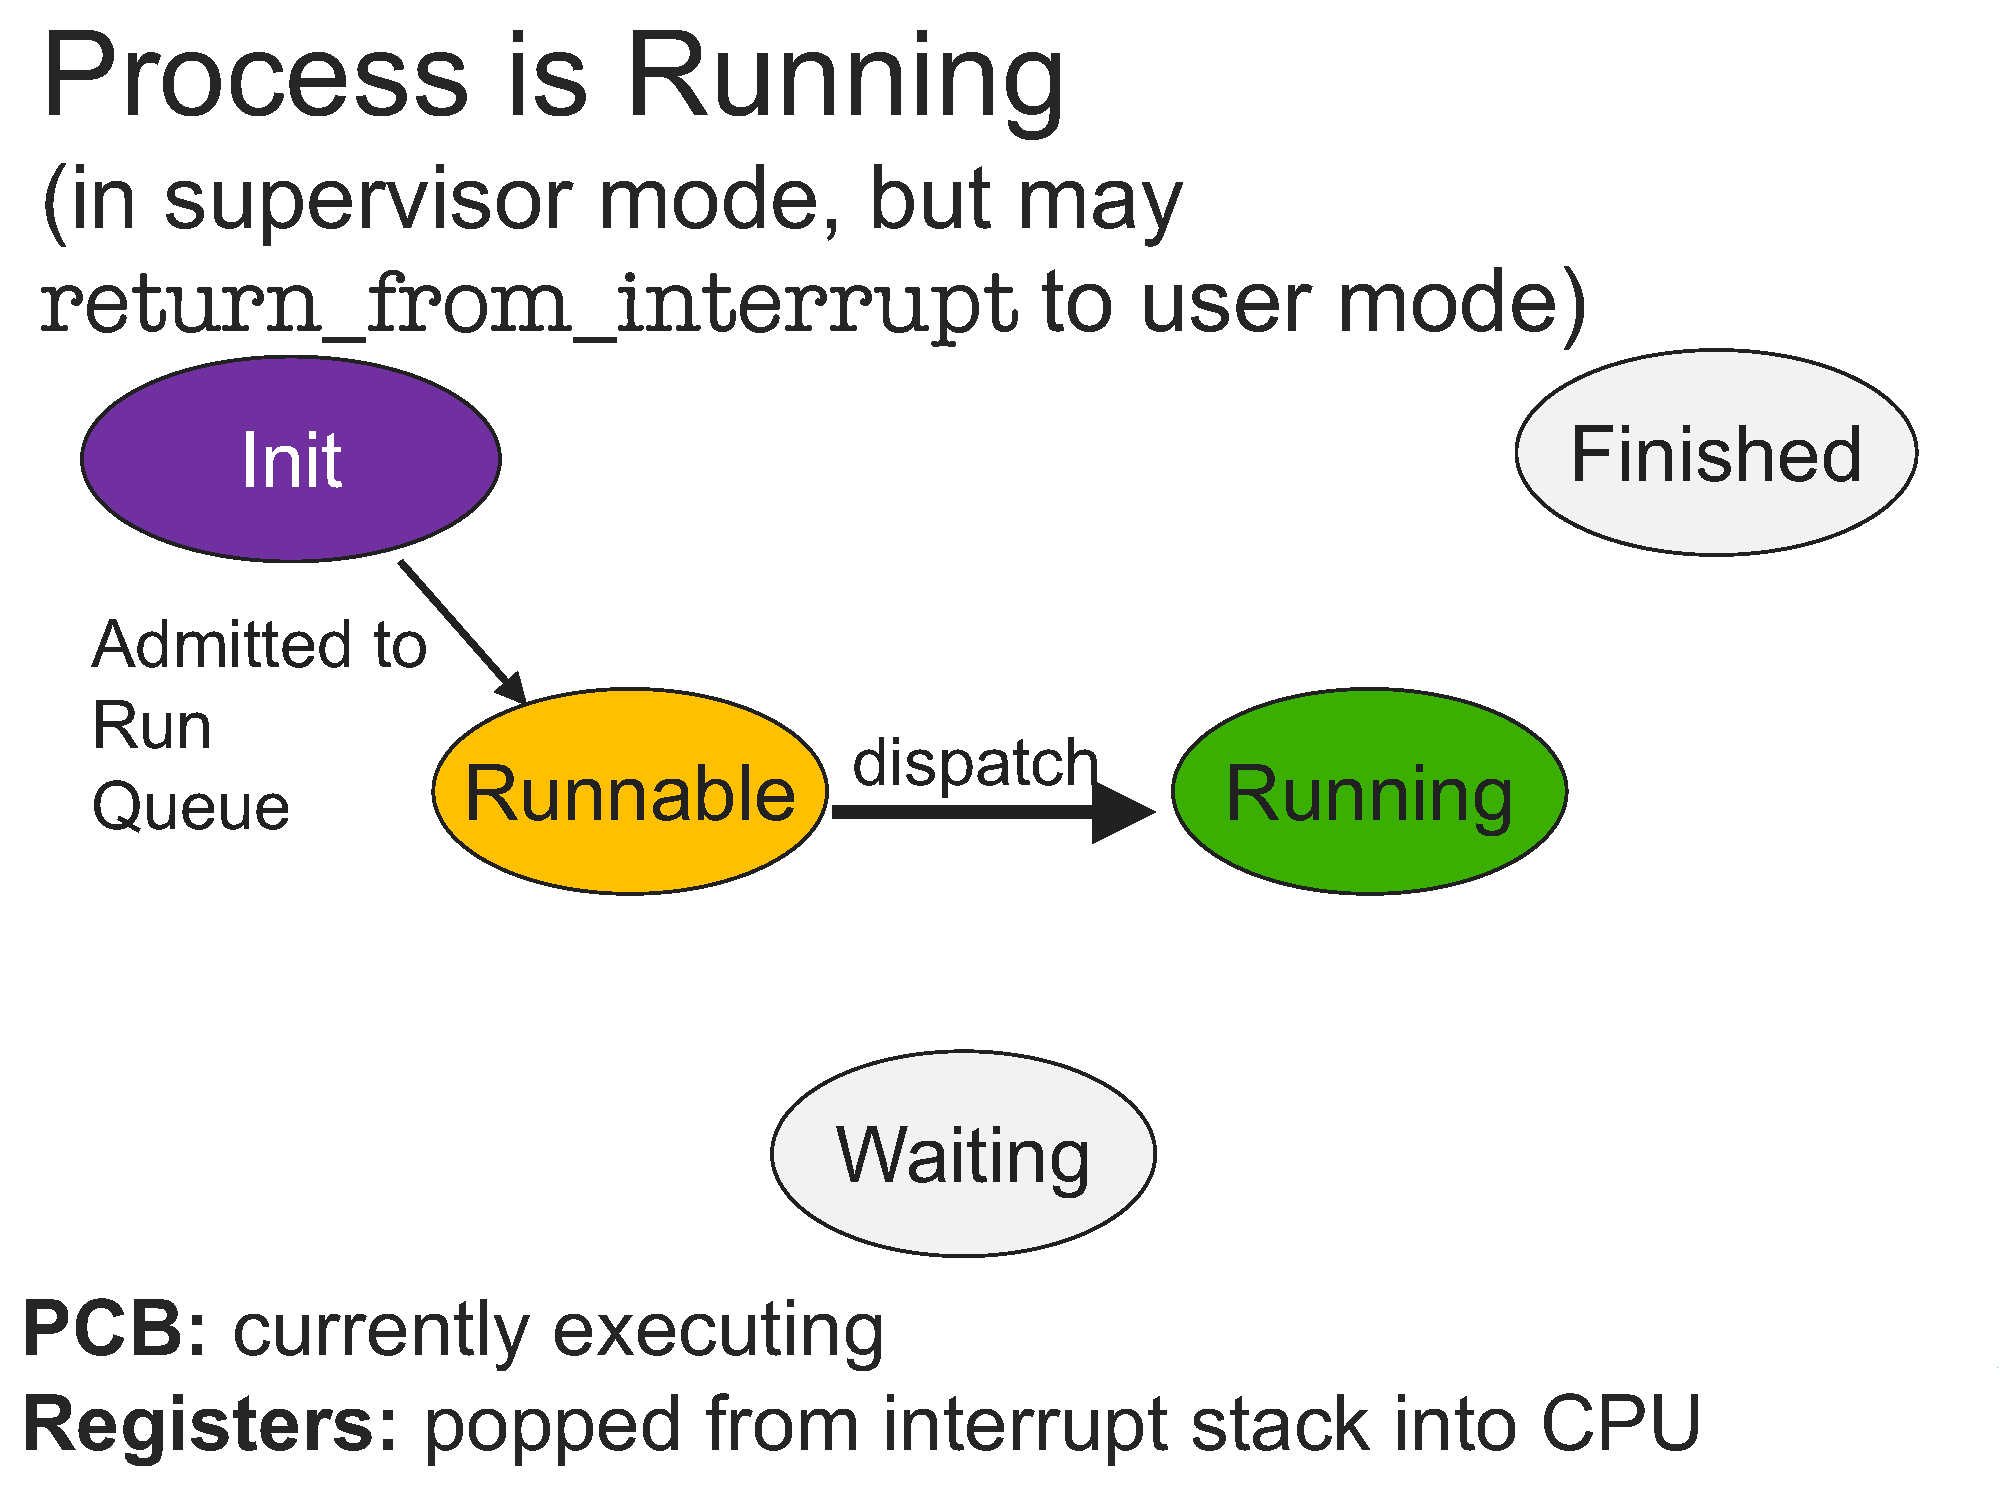 Process is Running
(in supervisor mode, but may
return_from_interrupt to user mode)
Init
Finished
Admitted to
Run
Queue
Runnable
dispatch
Running
Waiting
PCB: currently executing
Registers: popped from interrupt stack into CPU